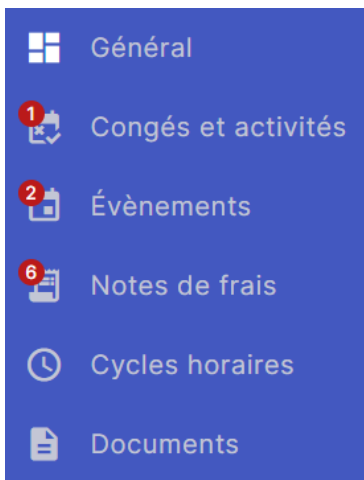 Général
1
Congés et activités
2
Évènements
6
Notes de frais
Cycles horaires
Documents